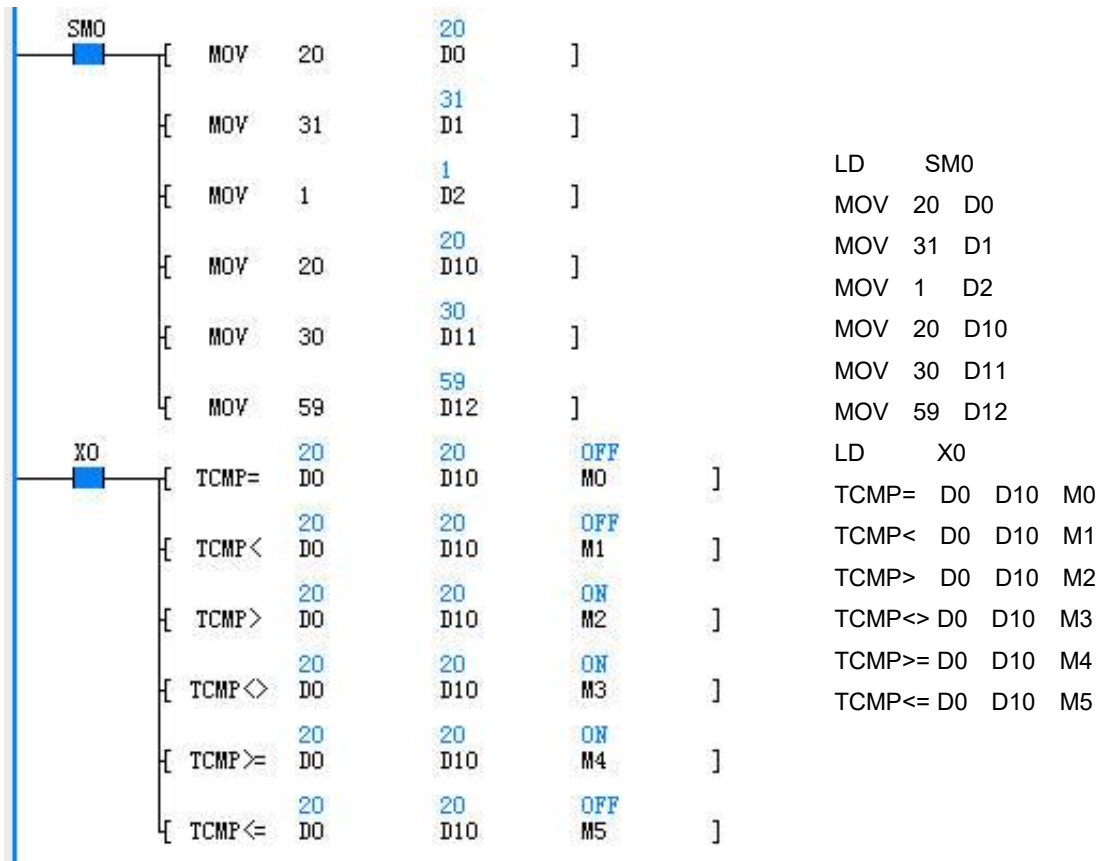 SM0
20
[ MOV 20 D0 ]
31
[ MOV 31 D1 ]
1
[ MOV 1 D2 ]
20
[ MOV 20 D10 ]
30
[ MOV 30 D11 ]
59
[ MOV 59 D12 ]
X0 20 20 OFF
[ TCMP= D0 D10 M0 ]
20 20 OFF
[ TCMP< D0 D10 M1 ]
20 20 ON
[ TCMP> D0 D10 M2 ]
20 20 ON
[ TCMP<> D0 D10 M3 ]
20 20 ON
[ TCMP>= D0 D10 M4 ]
20 20 OFF
[ TCMP<= D0 D10 M5 ]
LD SM0
MOV 20 D0
MOV 31 D1
MOV 1 D2
MOV 20 D10
MOV 30 D11
MOV 59 D12
LD X0
TCMP= D0 D10 M0
TCMP< D0 D10 M1
TCMP> D0 D10 M2
TCMP<> D0 D10 M3
TCMP>= D0 D10 M4
TCMP<= D0 D10 M5